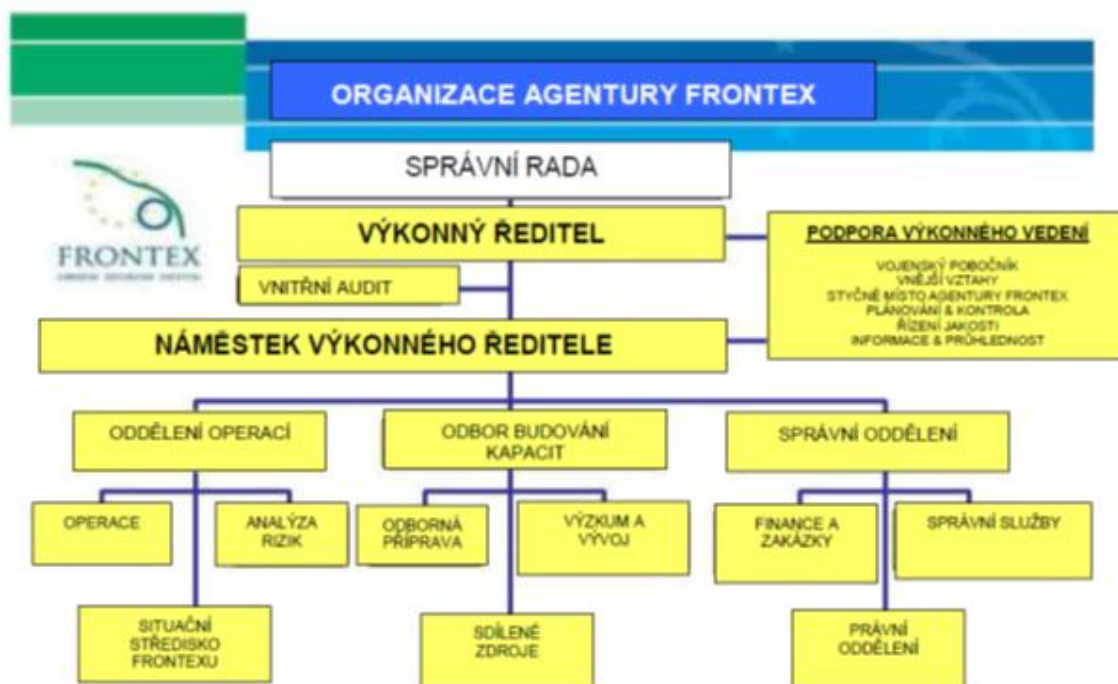 ORGANIZACE AGENTURY FRONTEX
SPRÁVNÍ RADA
FRONTEX
VÝKONNÝ ŘEDITEL
VNITŘNÍ AUDIT
NÁMĚSTEK VÝKONNÉHO ŘEDITELE
PODPORA VÝKONNÉHO VEDENÍ
VOJENSKÝ POBOČNÍK
VNĚJŠÍ VZTAHY
STYČNÉ MÍSTO AGENTURY FRONTEX
PLÁNOVÁNÍ & KONTROLA
ŘÍZENÍ JAKOSTI
INFORMACE & PRŮHLEDNOST
ODDĚLENÍ OPERACÍ
ODBOR BUDOVÁNÍ
KAPACIT
SPRÁVNÍ ODDĚLENÍ
OPERACE
ANALÝZA
RIZIK
ODBORNÁ
PŘÍPRAVA
VÝZKUM A
VÝVOJ
FINANCE A
ZAKÁZKY
SPRÁVNÍ SLUŽBY
SITUAČNÍ
STŘEDISKO
FRONTEXU
SDÍLENÉ
ZDROJE
PRÁVNÍ
ODDĚLENÍ